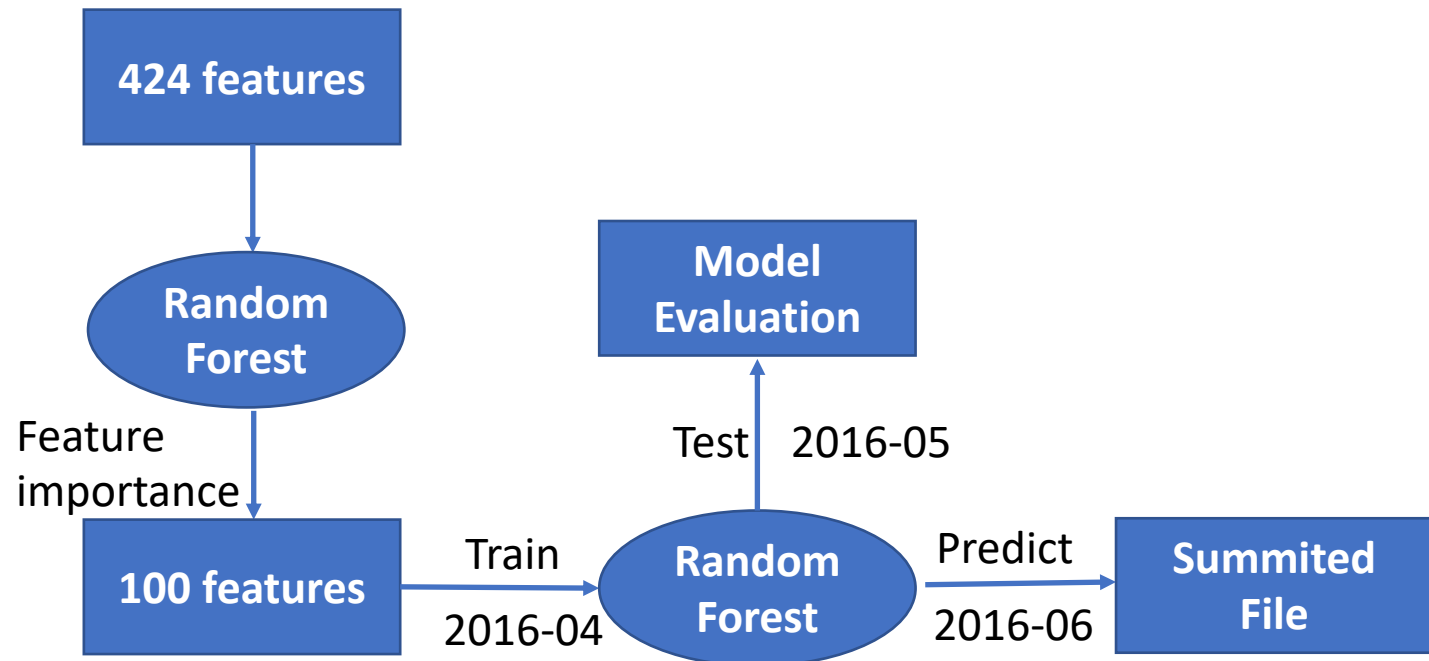 424 features
Random
Forest
Feature
importance
100 features
Train
2016-04
Random
Forest
Test 2016-05
Model
Evaluation
Predict
2016-06
Summited
File